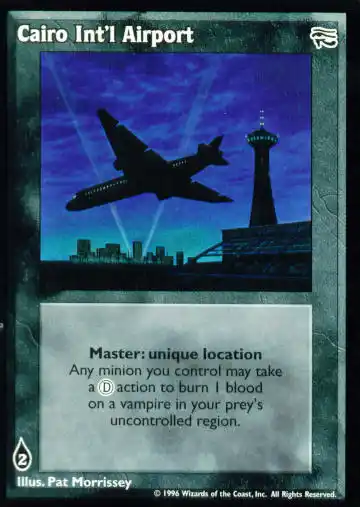 Cairo Int'l Airport
Master: unique location
Any minion you control may take
a Ⓓ action to burn 1 blood
on a vampire in your prey's
uncontrolled region.
2
Illus. Pat Morrissey
© 1996 Wizards of the Coast, Inc. All Rights Reserved.